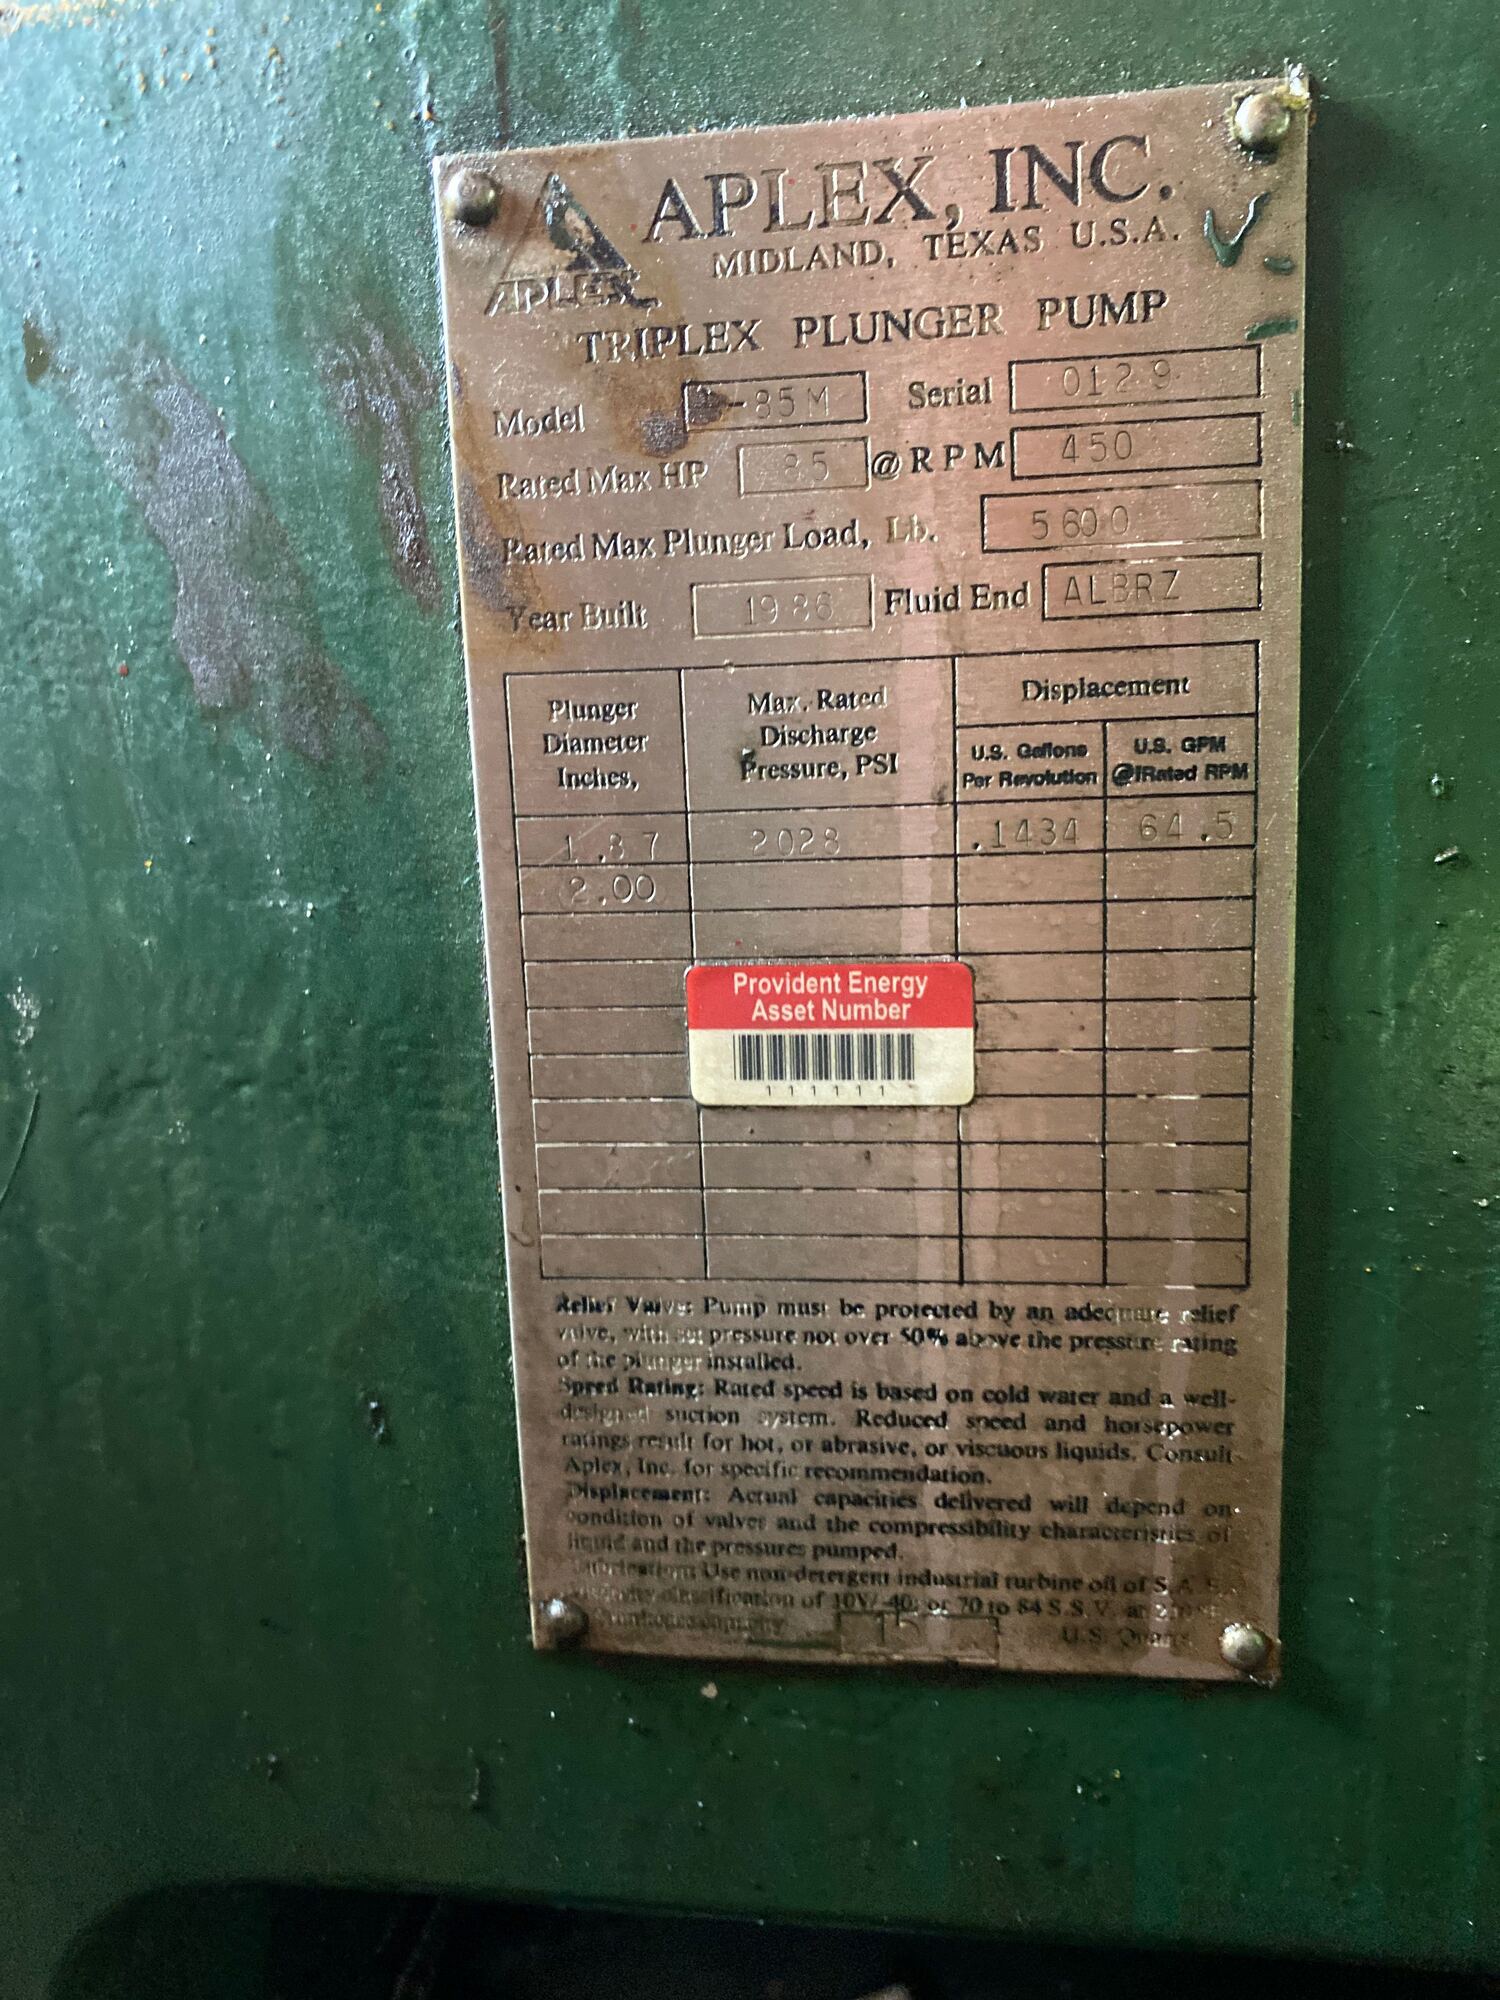 APLEX, INC.
APLEX
MIDLAND, TEXAS U.S.A.
TRIPLEX PLUNGER PUMP
Model -85M Serial 0129
Rated Max HP 85 @ R P M 450
Rated Max Plunger Load, Lb. 5600
Year Built 1986 Fluid End ALBRZ
Plunger
Diameter
Inches,
Max. Rated
Discharge
Pressure, PSI
Displacement
U.S. Gallons
Per Revolution
U.S. GPM
@ Rated RPM
1.87 2028 .1434 64.5
2.00
Provident Energy
Asset Number
111111
Relief Valve: Pump must be protected by an adequate relief
valve, with set pressure not over 50% above the pressure rating
of the plunger installed.
Speed Rating: Rated speed is based on cold water and a well-
designed suction system. Reduced speed and horsepower
ratings result for hot, or abrasive, or viscuous liquids. Consult
Aplex, Inc. for specific recommendation.
Displacement: Actual capacities delivered will depend on
condition of valves and the compressibility characteristics of
liquid and the pressures pumped.
Lubrication: Use non-detergent industrial turbine oil of S.A.E.
viscosity classification of 10W-40; or 70 to 84 S.S.V. at
capacity 15 U.S. Quarts